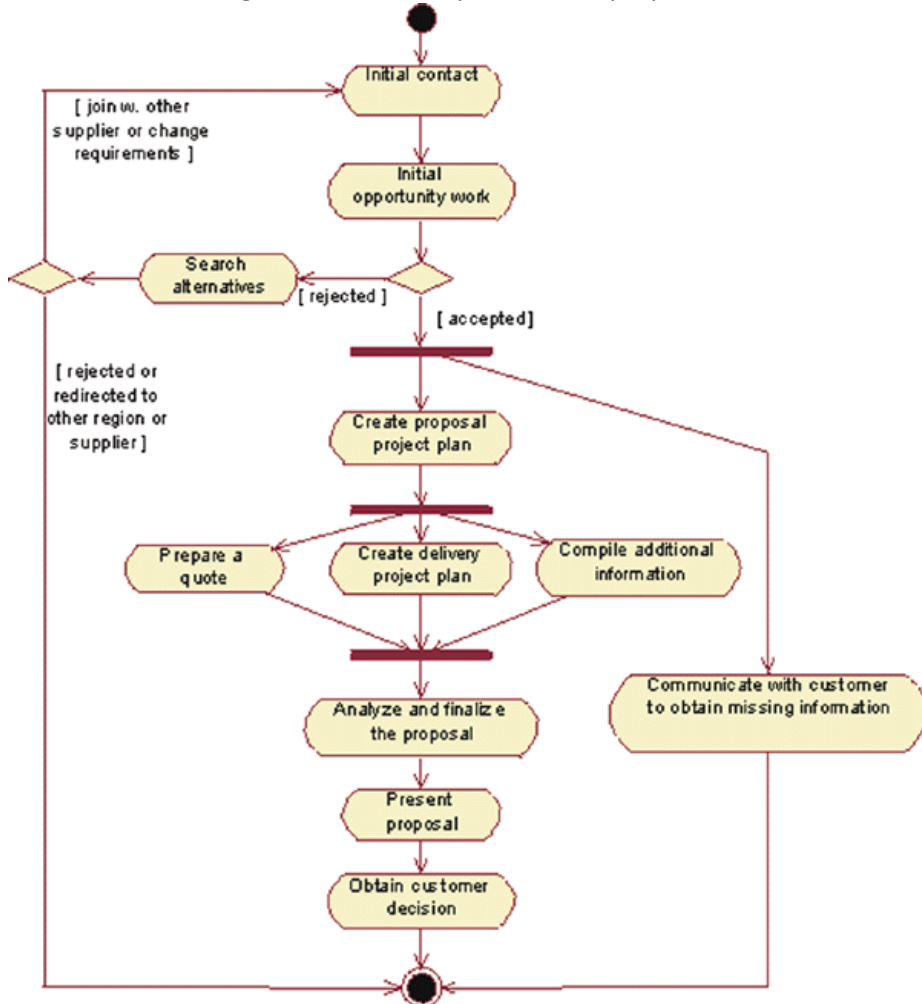 Initial contact
[ join w. other
supplier or change
requirements ]
Initial
opportunity work
Search
alternatives
[ rejected ]
[ accepted]
[ rejected or
redirected to
other region or
supplier ]
Create proposal
project plan
Prepare a
quote
Create delivery
project plan
Compile additional
information
Communicate with customer
to obtain missing information
Analyze and finalize
the proposal
Present
proposal
Obtain customer
decision